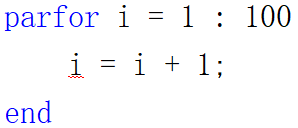 parfor i = 1 : 100
    i = i + 1;
end